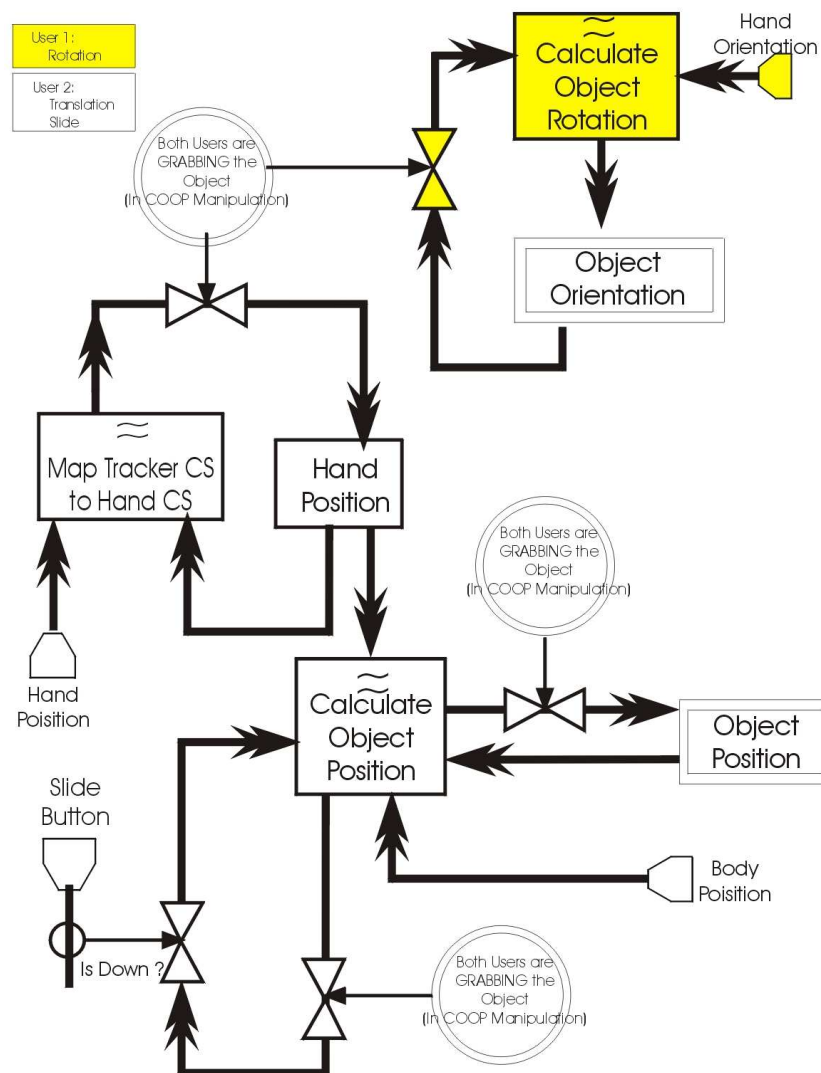 User 1:
Rotation
User 2:
Translation
Slide
Calculate
Object
Rotation
Hand
Orientation
Both Users are
GRABBING the
Object
(In COOP Manipulation)
Object
Orientation
Map Tracker CS
to Hand CS
Hand
Position
Both Users are
GRABBING the
Object
(In COOP Manipulation)
Hand
Poisition
Calculate
Object
Position
Object
Position
Slide
Button
Body
Poisition
Is Down ?
Both Users are
GRABBING the
Object
(In COOP Manipulation)